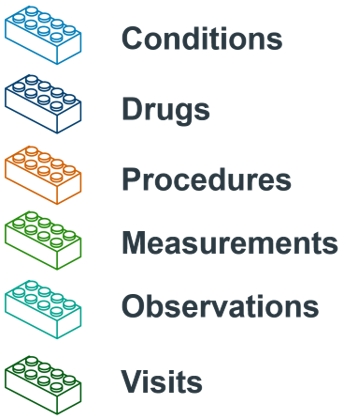 Conditions
Drugs
Procedures
Measurements
Observations
Visits